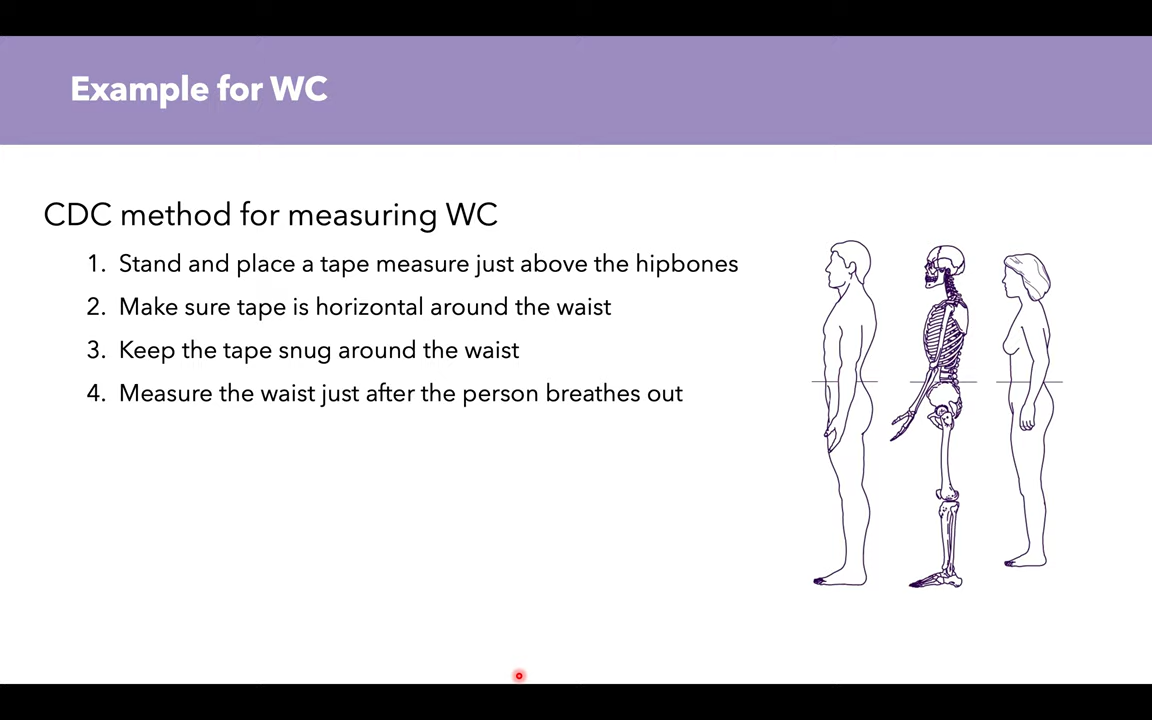 Example for WC
CDC method for measuring WC
1. Stand and place a tape measure just above the hipbones
2. Make sure tape is horizontal around the waist
3. Keep the tape snug around the waist
4. Measure the waist just after the person breathes out